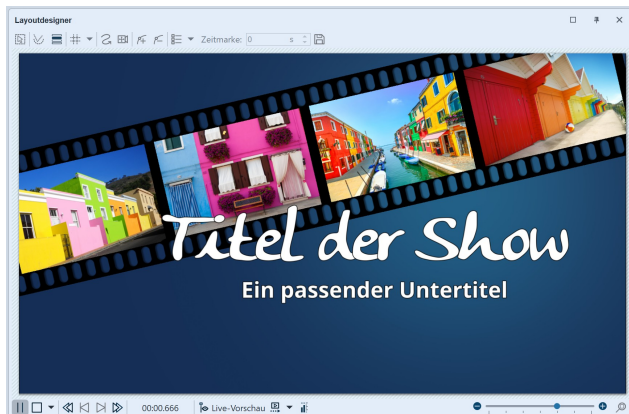 Layoutdesigner
Zeitmarke: 0 s
Titel der Show
Ein passender Untertitel
00:00.666 Live-Vorschau